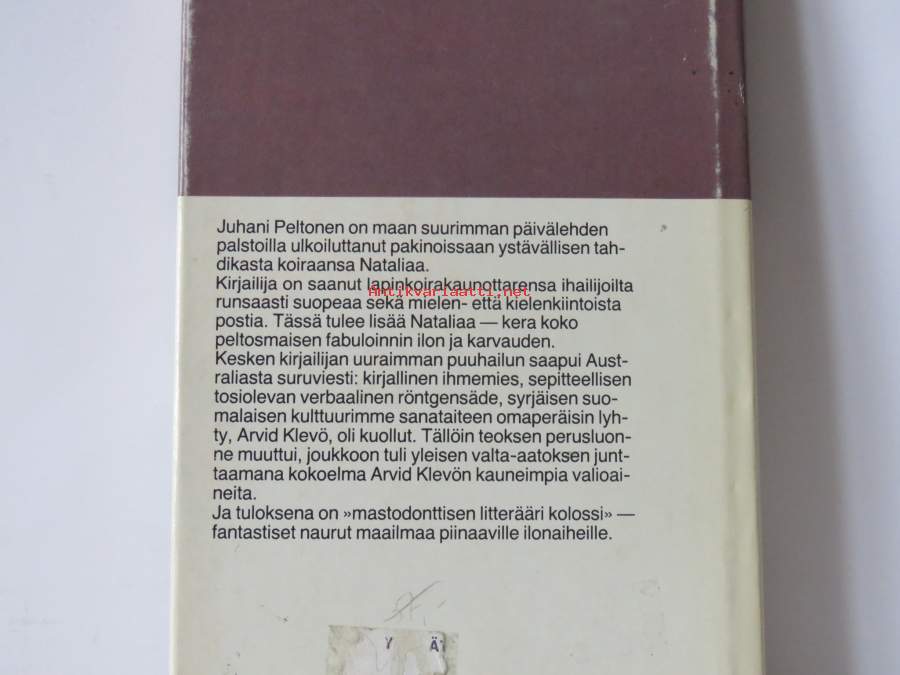 Juhani Peltonen on maan suurimman päivälehden
palstoilla ulkoiluttanut pakinoissaan ystävällisen tah-
dikasta koiraansa Nataliaa.
Kirjailija on saanut lapinkoirakaunottarensa ihailijoilta
Antikvariaatti.net
runsaasti suopeaa sekä mielen- että kielenkiintoista
postia. Tässä tulee lisää Nataliaa — kera koko
peltosmaisen fabuloinnin ilon ja karvauden.
Kesken kirjailijan uuraimman puuhailun saapui Aust-
raliasta suruviesti: kirjallinen ihmemies, sepitteellisen
tosiolevan verbaalinen röntgensäde, syrjäisen suo-
malaisen kulttuurimme sanataiteen omaperäisin lyh-
ty, Arvid Klevö, oli kuollut. Tällöin teoksen perusluon-
ne muuttui, joukkoon tuli yleisen valta-aatoksen junt-
taamana kokoelma Arvid Klevön kauneimpia valioai-
neita.
Ja tuloksena on »mastodonttisen litterääri kolossi» —
fantastiset naurut maailmaa piinaaville ilonaiheille.
Y Ä